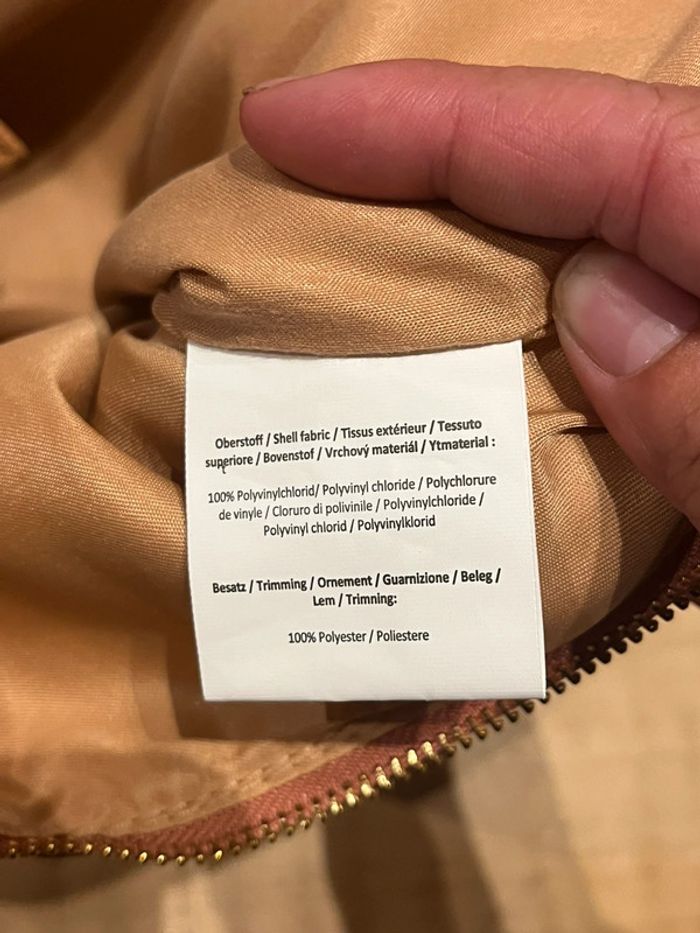 Oberstoff / Shell fabric / Tissus extérieur / Tessuto
superiore / Bovenstof / Vrchový materiál / Ytmaterial :
100% Polyvinylchlorid/ Polyvinyl chloride / Polychlorure
de vinyle / Cloruro di polivinile / Polyvinylchloride /
Polyvinyl chlorid / Polyvinylklorid
Besatz / Trimming / Ornement / Guarnizione / Beleg /
Lem / Trimning:
100% Polyester / Poliestere